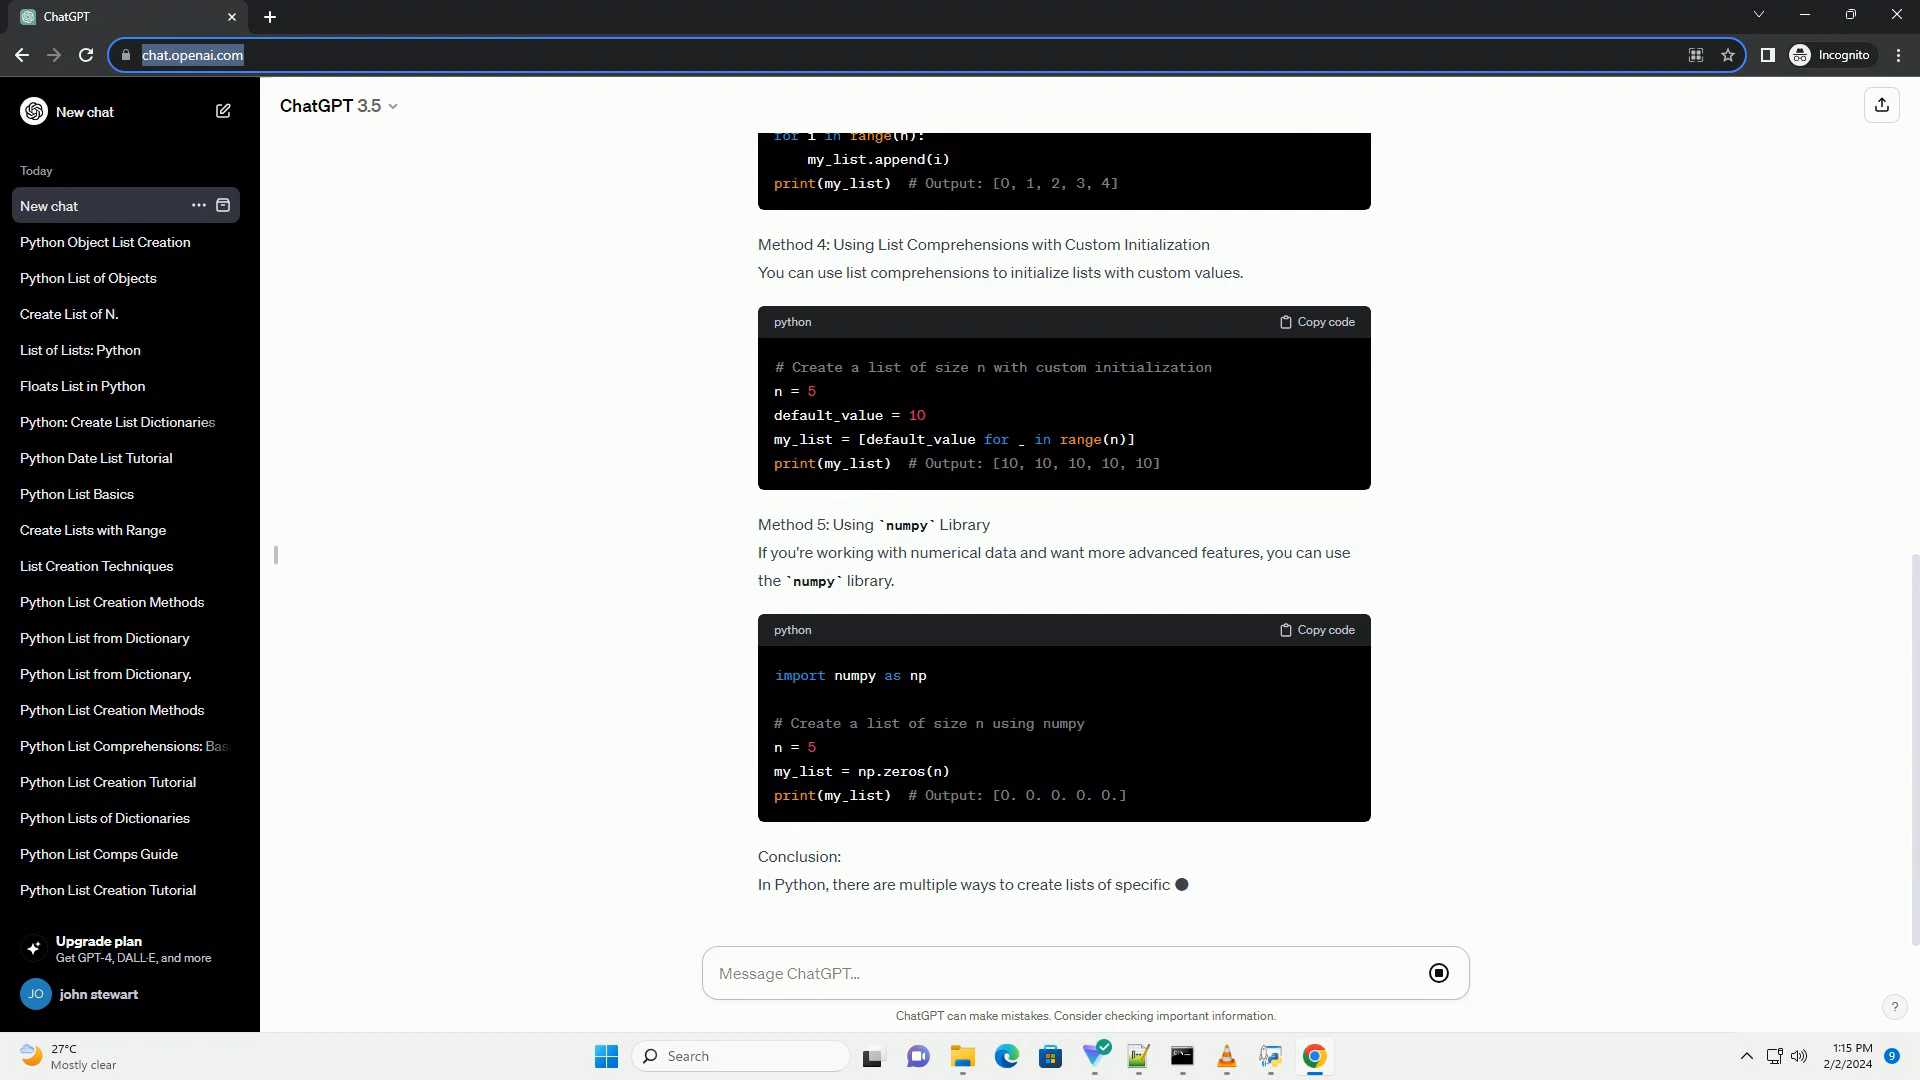 ChatGPT
chat.openai.com
Incognito
New chat
ChatGPT 3.5
Today
New chat
Python Object List Creation
Python List of Objects
Create List of N.
List of Lists: Python
Floats List in Python
Python: Create List Dictionaries
Python Date List Tutorial
Python List Basics
Create Lists with Range
List Creation Techniques
Python List Creation Methods
Python List from Dictionary
Python List from Dictionary.
Python List Creation Methods
Python List Comprehensions: Bas
Python List Creation Tutorial
Python Lists of Dictionaries
Python List Comps Guide
Python List Creation Tutorial
Upgrade plan
Get GPT-4, DALL·E, and more
JO john stewart
for i in range(n):
my_list.append(i)
print(my_list)  # Output: [0, 1, 2, 3, 4]
Method 4: Using List Comprehensions with Custom Initialization
You can use list comprehensions to initialize lists with custom values.
python Copy code
# Create a list of size n with custom initialization
n = 5
default_value = 10
my_list = [default_value for _ in range(n)]
print(my_list)  # Output: [10, 10, 10, 10, 10]
Method 5: Using `numpy` Library
If you're working with numerical data and want more advanced features, you can use
the `numpy` library.
python Copy code
import numpy as np
# Create a list of size n using numpy
n = 5
my_list = np.zeros(n)
print(my_list)  # Output: [0. 0. 0. 0. 0.]
Conclusion:
In Python, there are multiple ways to create lists of specific
Message ChatGPT...
ChatGPT can make mistakes. Consider checking important information.
?
27°C
Mostly clear
Search
1:15 PM
2/2/2024
9